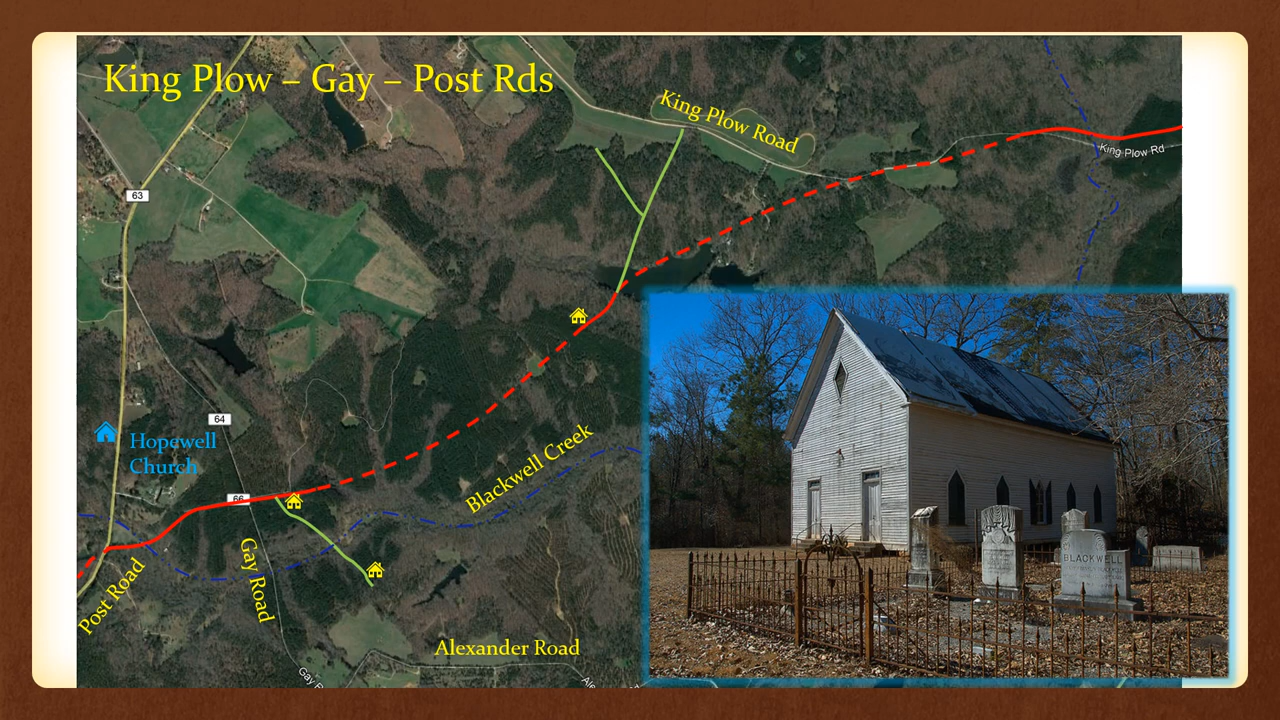 King Plow – Gay – Post Rds
King Plow Road
King Plow Rd
63
64
Hopewell
Church
66
Blackwell Creek
Gay Road
Post Road
Alexander Road
BLACKWELL